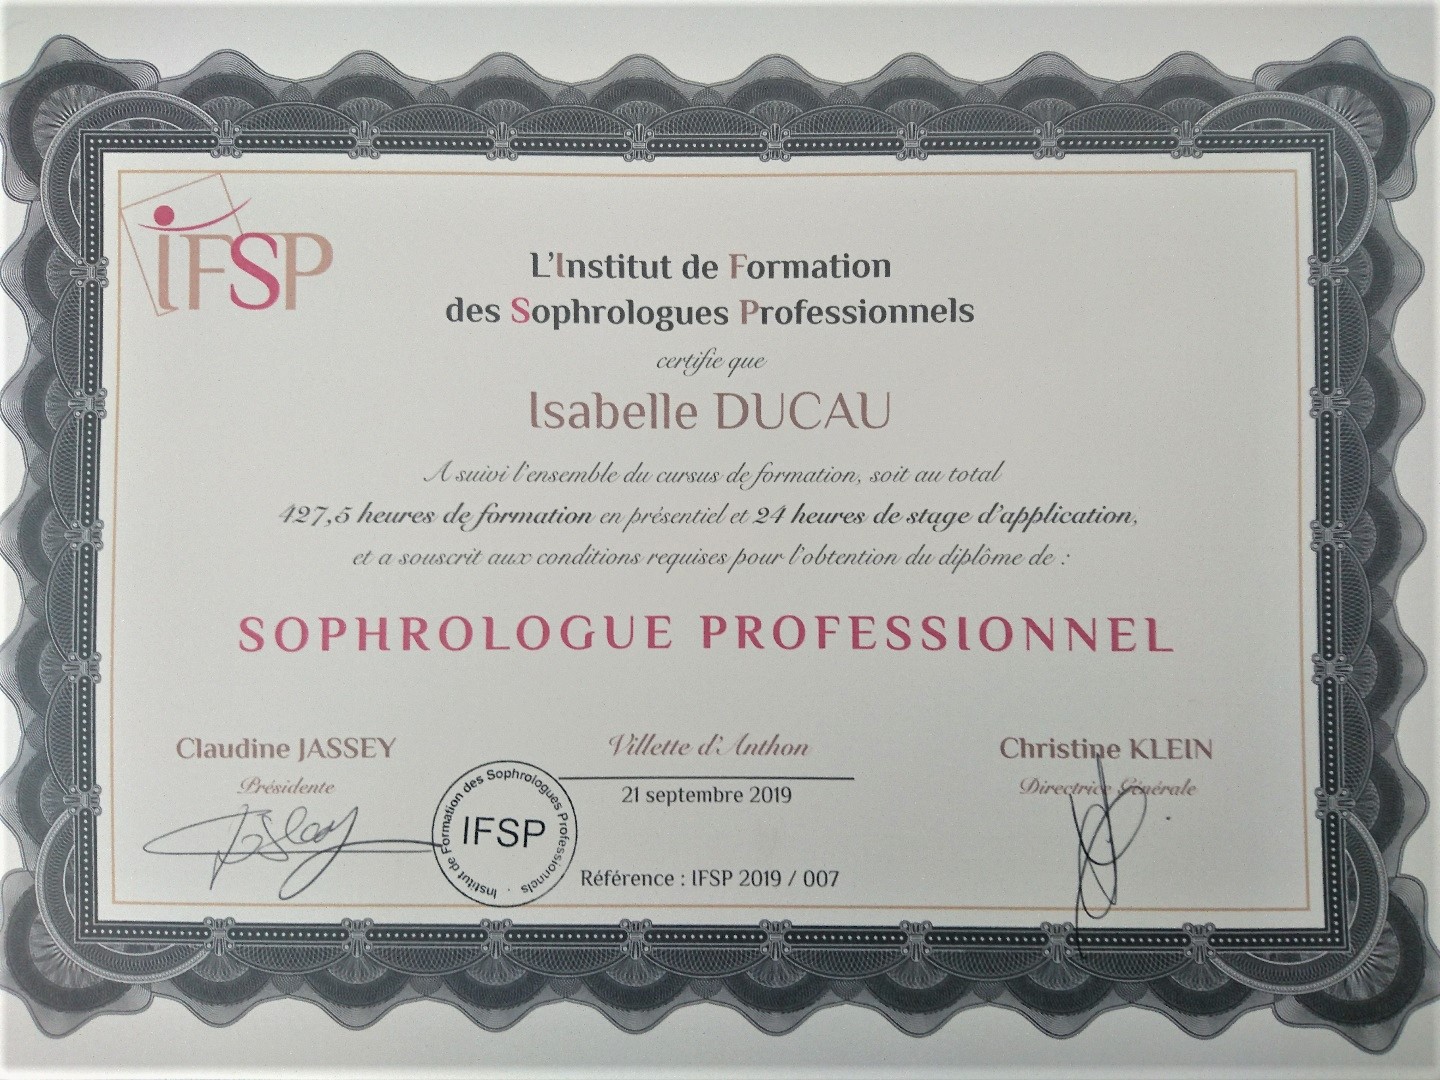 IFSP
L'Institut de Formation
des Sophrologues Professionnels
certifie que
Isabelle DUCAU
A suivi l'ensemble du cursus de formation, soit au total
427,5 heures de formation en présentiel et 24 heures de stage d'application,
et a souscrit aux conditions requises pour l'obtention du diplôme de :
SOPHROLOGUE PROFESSIONNEL
Claudine JASSEY
Présidente
Villette d'Anthon
21 septembre 2019
Christine KLEIN
Directrice Générale
Institut de Formation des Sophrologues Professionnels
IFSP
Référence : IFSP 2019 / 007